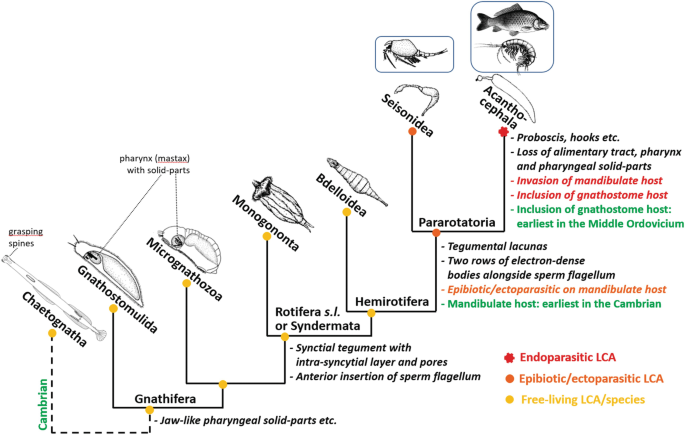 Seisonidea
Acantho-
cephala
- Proboscis, hooks etc.
- Loss of alimentary tract, pharynx
and pharyngeal solid-parts
- Invasion of mandibulate host
- Inclusion of gnathostome host
- Inclusion of gnathostome host:
earliest in the Middle Ordovicium
pharynx (mastax)
with solid-parts
Monogononta
Bdelloidea
Pararotatoria
grasping
spines
Chaetognatha
Gnathostomulida
Micrognathozoa
- Tegumental lacunas
- Two rows of electron-dense
bodies alongside sperm flagellum
- Epibiotic/ectoparasitic on mandibulate host
- Mandibulate host: earliest in the Cambrian
Hemirotifera
Rotifera s.l.
or Syndermata
- Synctial tegument with
intra-syncytial layer and pores
- Anterior insertion of sperm flagellum
Cambrian
Gnathifera
- Jaw-like pharyngeal solid-parts etc.
Endoparasitic LCA
Epibiotic/ectoparasitic LCA
Free-living LCA/species